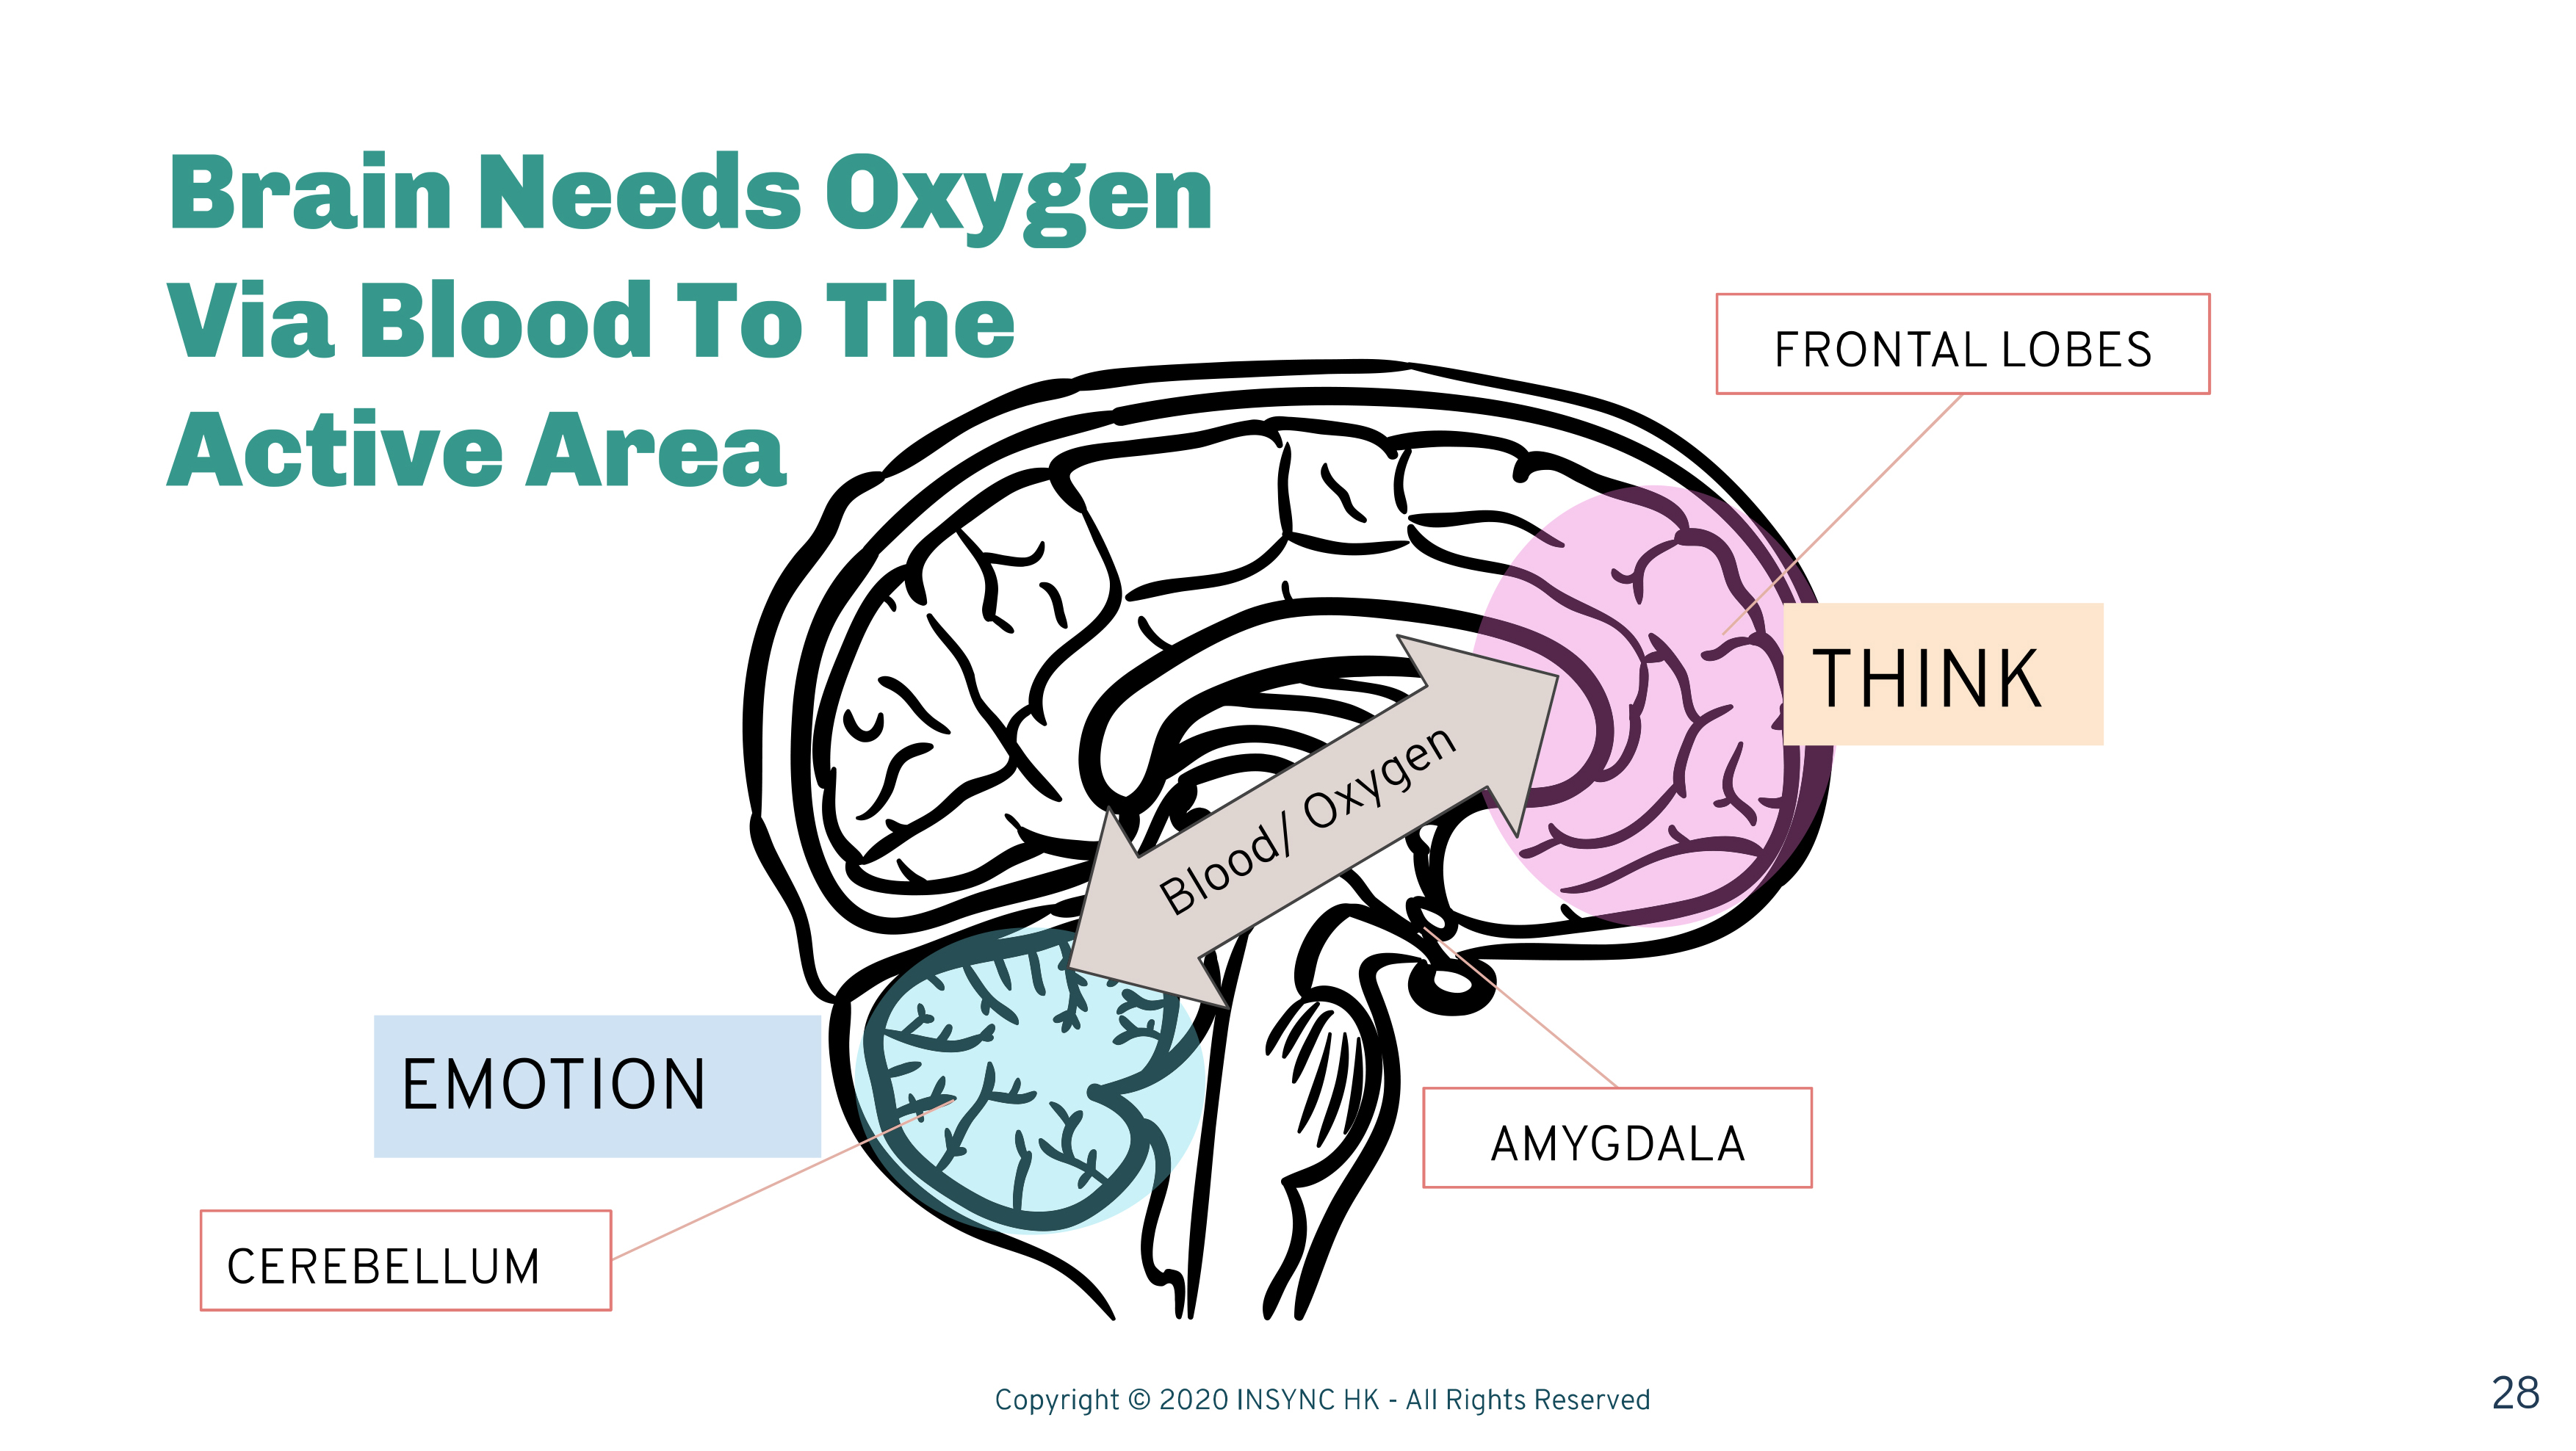 Brain Needs Oxygen
Via Blood To The
Active Area
FRONTAL LOBES
THINK
Blood/ Oxygen
EMOTION
AMYGDALA
CEREBELLUM
Copyright © 2020 INSYNC HK - All Rights Reserved
28